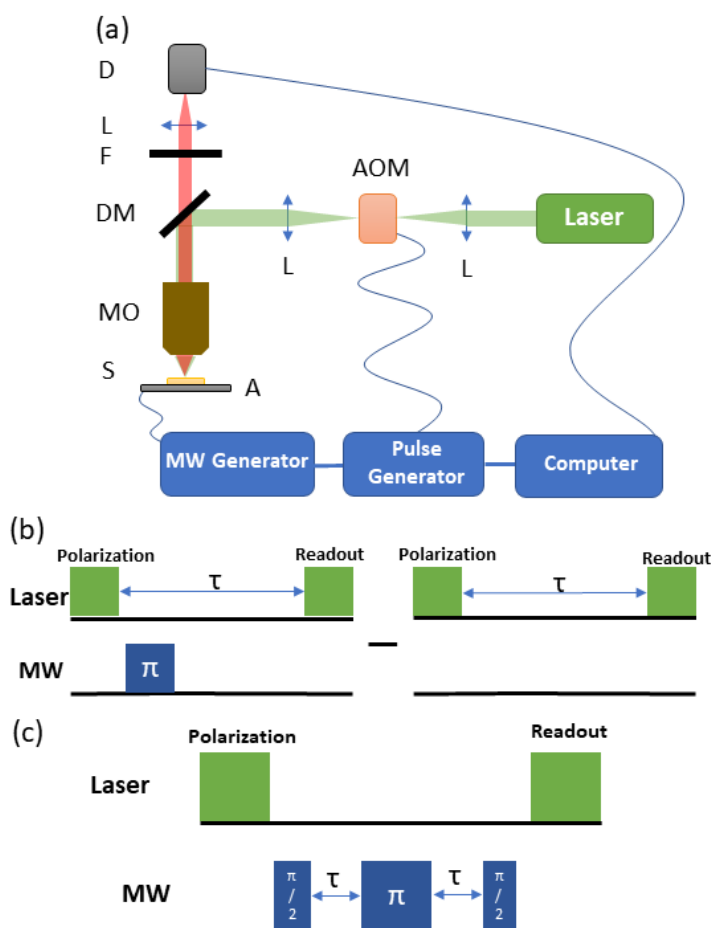 (a)
D
L
F
AOM
DM
Laser
L
L
MO
S
A
MW Generator
Pulse
Generator
Computer
(b)
Polarization
Readout
Polarization
Readout
τ
τ
Laser
MW
π
(c)
Polarization
Readout
Laser
MW
π
/
2
τ
π
τ
π
/
2